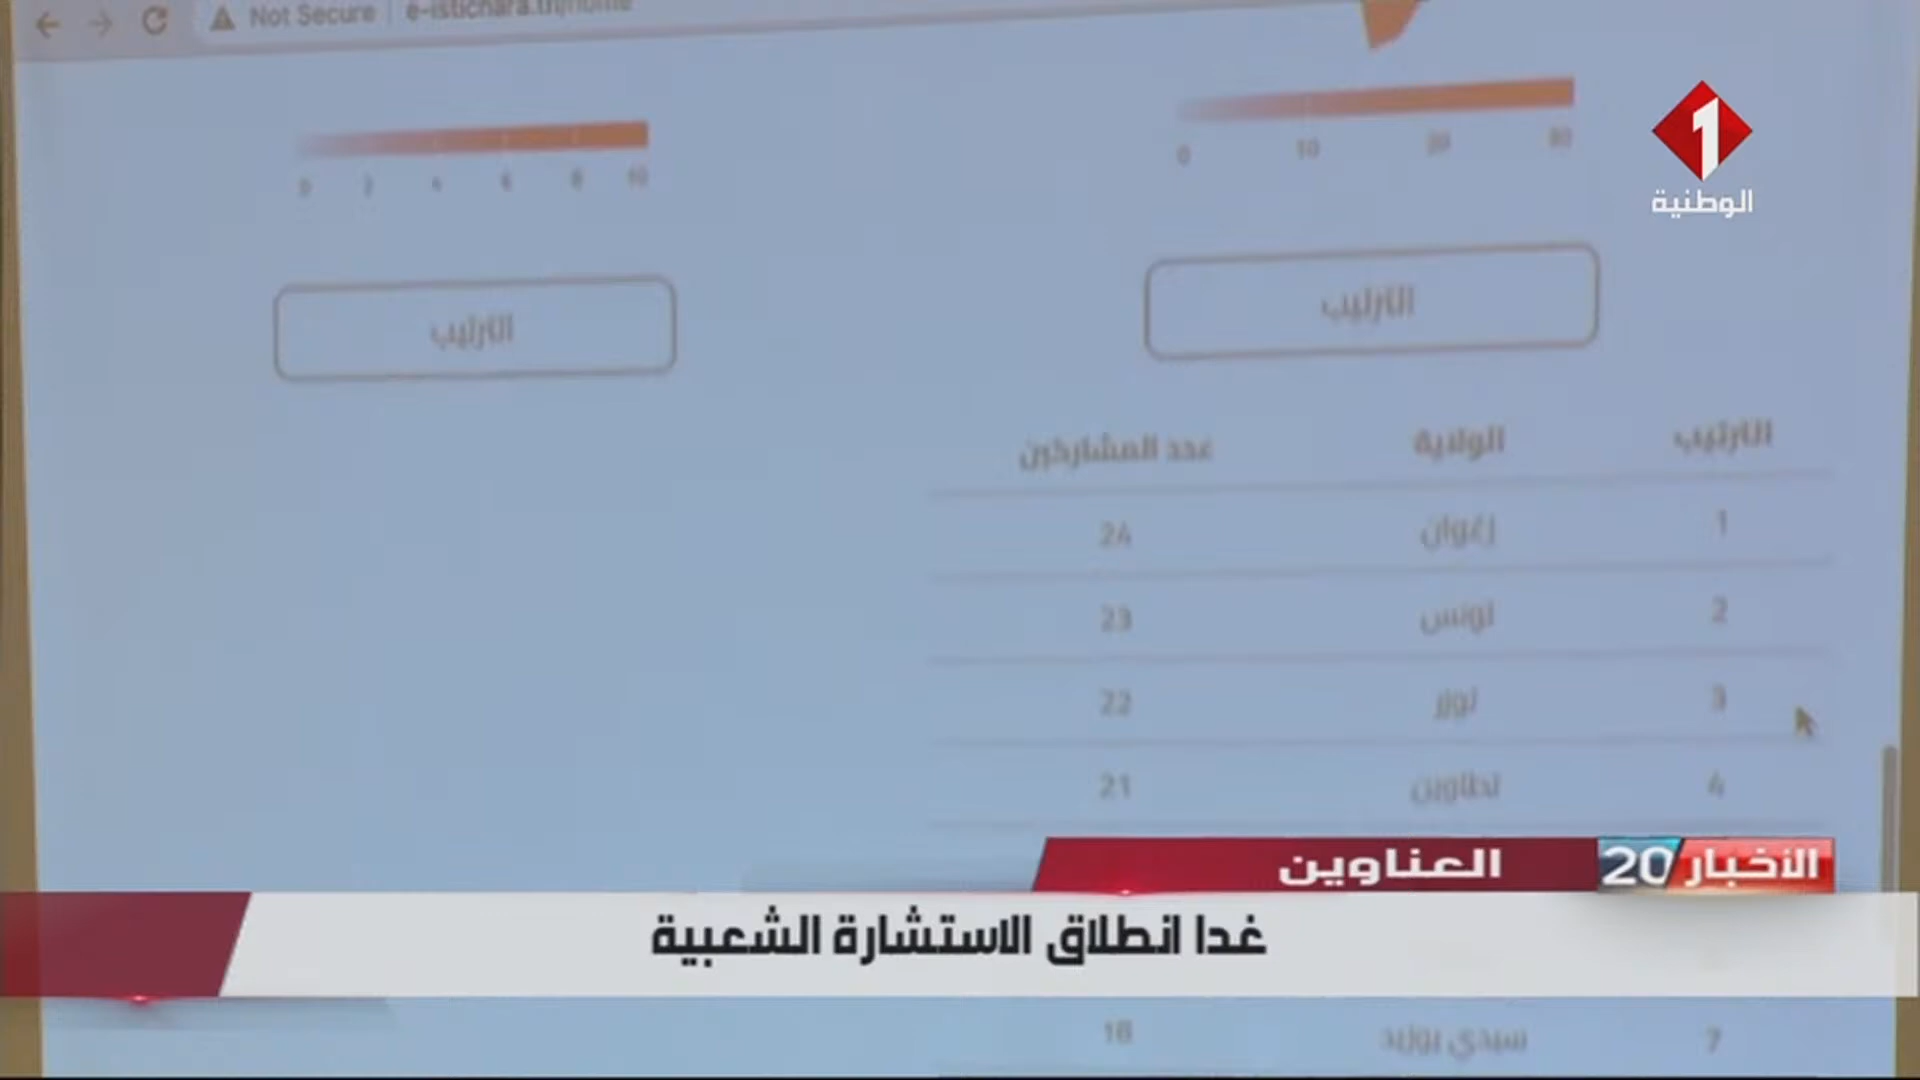 Not Secure | e-istichara.tn/home
0 2 4 6 8 10
0 10 20 30
1
الوطنية
الترتيب
الترتيب
الترتيب الولاية عدد المشاركين
1 زغوان 24
2 تونس 23
3 توزر 22
4 تطاوين 21
الأخبار 20 العناوين
غدا انطلاق الاستشارة الشعبية
7 سيدي بوزيد 18